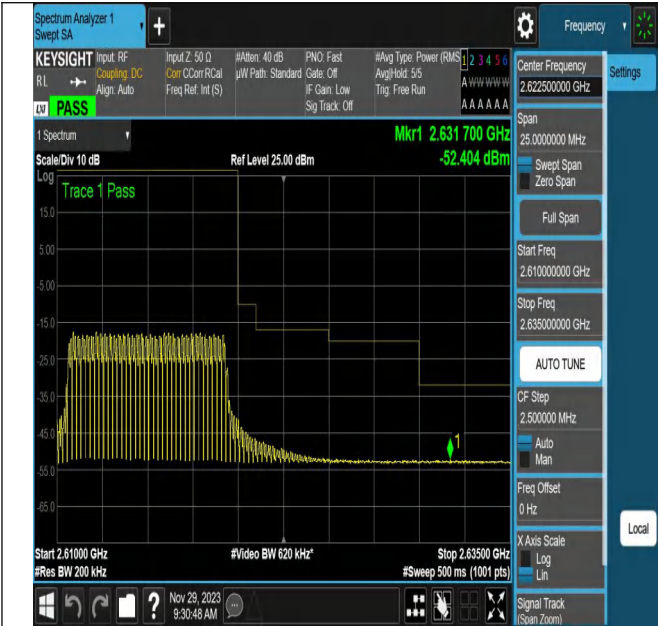 Spectrum Analyzer 1
Swept SA
+
Frequency
KEYSIGHT
RL
LXI PASS
Input: RF
Coupling: DC
Align: Auto
Input Z: 50 Ω
Corr CCorr RCal
Freq Ref: Int (S)
#Atten: 40 dB
µW Path: Standard
PNO: Fast
Gate: Off
IF Gain: Low
Sig Track: Off
#Avg Type: Power (RMS)
Avg|Hold: 5/5
Trig: Free Run
1 2 3 4 5 6
A W W W W W
A A A A A A
1 Spectrum
Scale/Div 10 dB
Ref Level 25.00 dBm
Mkr1 2.631 700 GHz
-52.404 dBm
Log
Trace 1 Pass
15.0
5.00
-5.00
-15.0
-25.0
-35.0
-45.0
-55.0
-65.0
1
Start 2.61000 GHz
#Video BW 620 kHz*
Stop 2.63500 GHz
#Res BW 200 kHz
#Sweep 500 ms (1001 pts)
Nov 29, 2023
9:30:48 AM
?
Center Frequency
2.622500000 GHz
Settings
Span
25.0000000 MHz
Swept Span
Zero Span
Full Span
Start Freq
2.610000000 GHz
Stop Freq
2.635000000 GHz
AUTO TUNE
CF Step
2.500000 MHz
Auto
Man
Freq Offset
0 Hz
X Axis Scale
Log
Lin
Local
Signal Track
(Span Zoom)